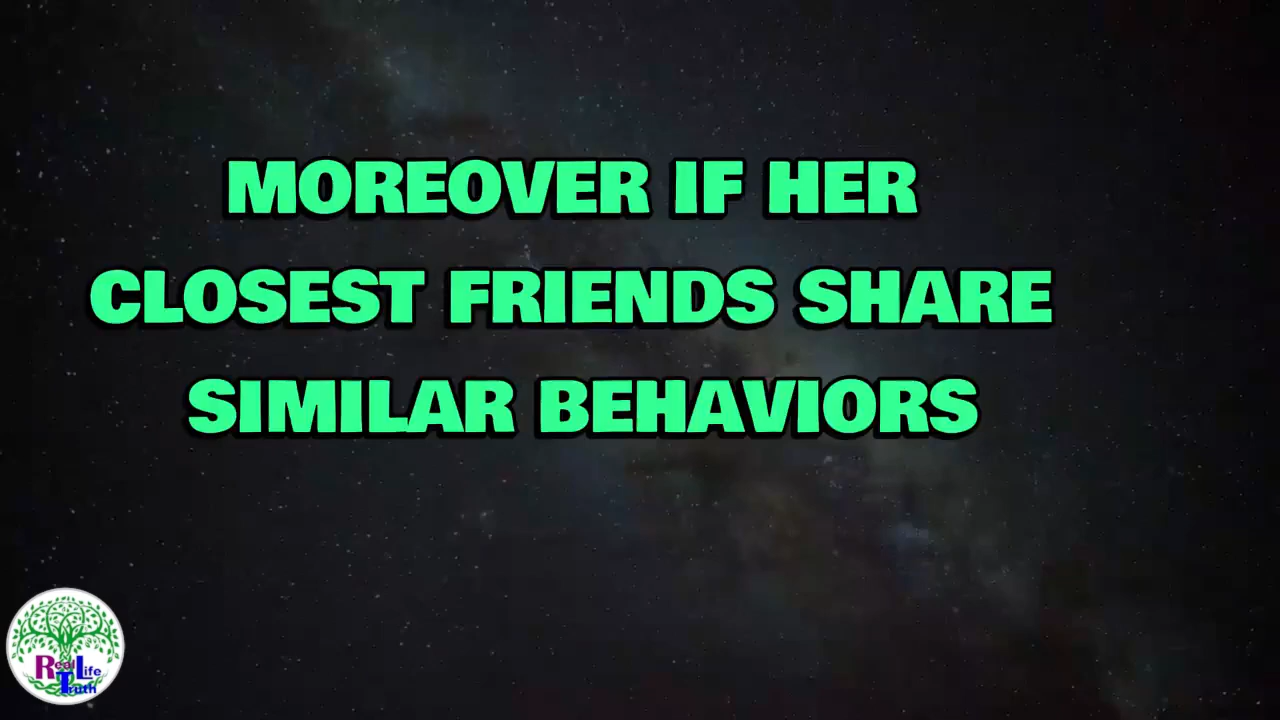 MOREOVER IF HER
CLOSEST FRIENDS SHARE
SIMILAR BEHAVIORS
Real Life
Truth